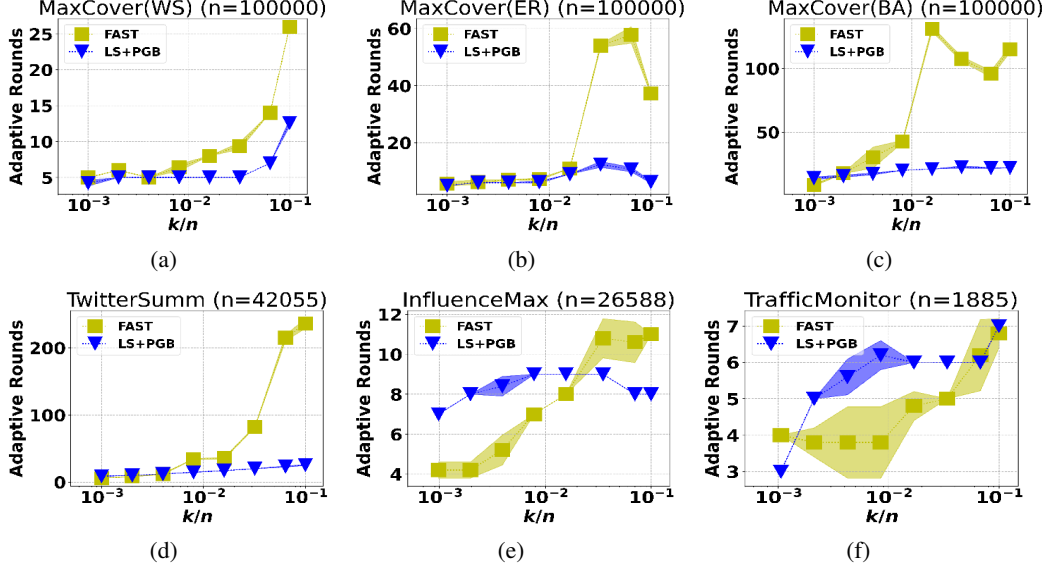 MaxCover(WS) (n=100000)
FAST
LS+PGB
Adaptive Rounds
25
20
15
10
5
10⁻³
10⁻²
10⁻¹
k/n
(a)
MaxCover(ER) (n=100000)
FAST
LS+PGB
Adaptive Rounds
60
40
20
10⁻³
10⁻²
10⁻¹
k/n
(b)
MaxCover(BA) (n=100000)
FAST
LS+PGB
Adaptive Rounds
100
50
10⁻³
10⁻²
10⁻¹
k/n
(c)
TwitterSumm (n=42055)
FAST
LS+PGB
Adaptive Rounds
200
100
0
10⁻³
10⁻²
10⁻¹
k/n
(d)
InfluenceMax (n=26588)
FAST
LS+PGB
Adaptive Rounds
12
10
8
6
4
10⁻³
10⁻²
10⁻¹
k/n
(e)
TrafficMonitor (n=1885)
FAST
LS+PGB
Adaptive Rounds
7
6
5
4
3
10⁻³
10⁻²
10⁻¹
k/n
(f)